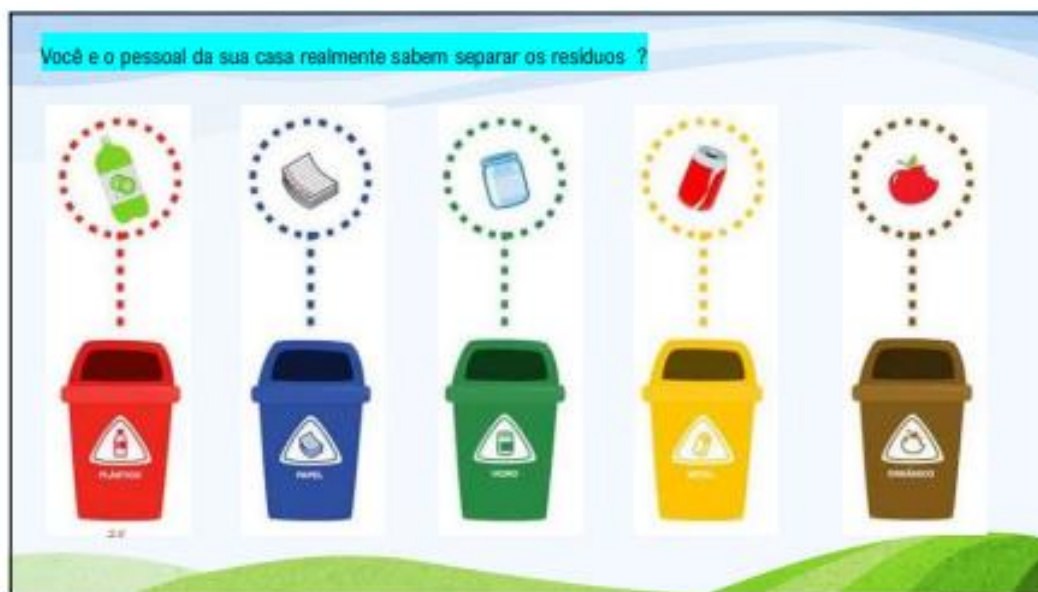 Você e o pessoal da sua casa realmente sabem separar os resíduos ?
PLÁSTICO
PAPEL
VIDRO
METAL
ORGÂNICO